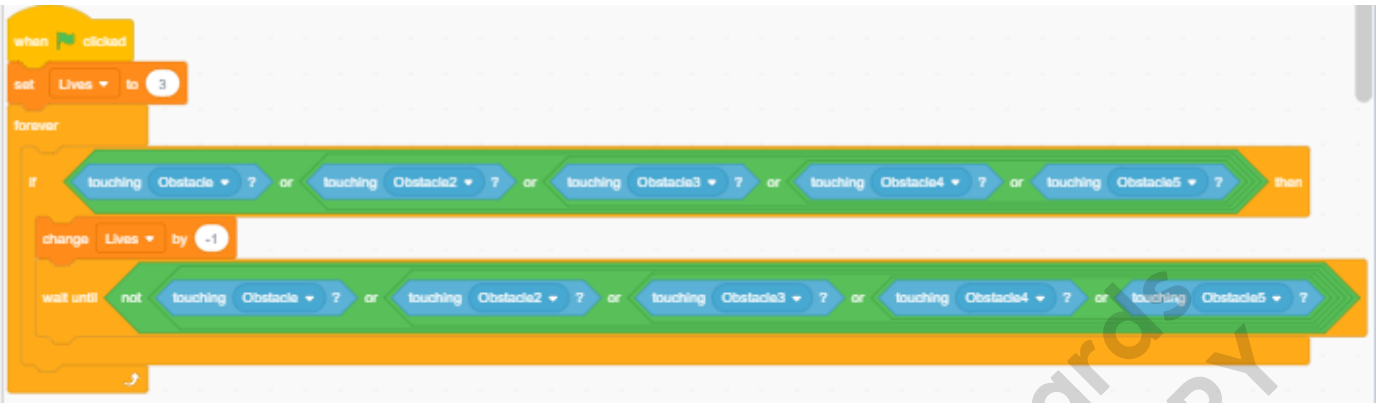 when clicked
set Lives to 3
forever
if touching Obstacle ? or touching Obstacle2 ? or touching Obstacle3 ? or touching Obstacle4 ? or touching Obstacle5 ? then
change Lives by -1
wait until not touching Obstacle ? or touching Obstacle2 ? or touching Obstacle3 ? or touching Obstacle4 ? or touching Obstacle5 ?